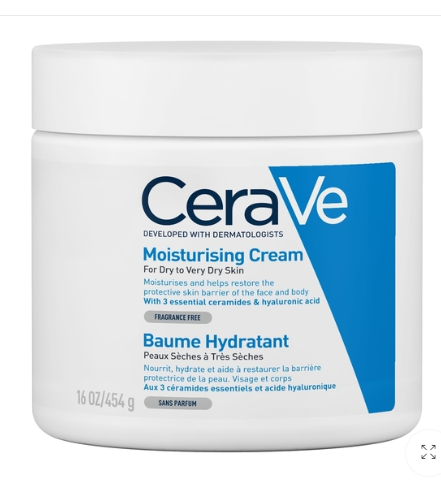 CeraVe
DEVELOPED WITH DERMATOLOGISTS
Moisturising Cream
For Dry to Very Dry Skin
Moisturises and helps restore the
protective skin barrier of the face and body
With 3 essential ceramides & hyaluronic acid
FRAGRANCE FREE
Baume Hydratant
Peaux Sèches à Très Sèches
Nourrit, hydrate et aide à restaurer la barrière
protectrice de la peau. Visage et corps
Aux 3 céramides essentiels et acide hyaluronique
16 OZ/454 g
SANS PARFUM